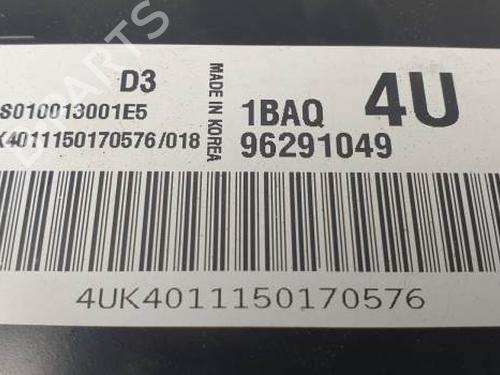 D3
S010013001E5
K4011150170576/018
MADE IN KOREA
1BAQ
4U
96291049
4UK4011150170576